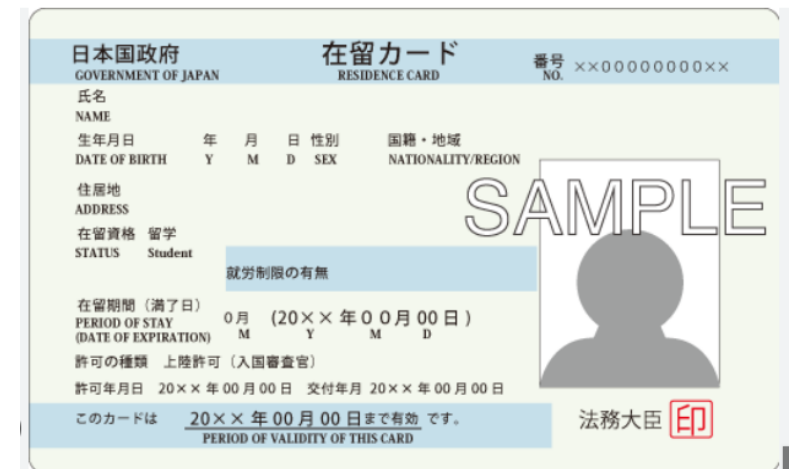 日本国政府 在留カード 番号 ××00000000××
GOVERNMENT OF JAPAN RESIDENCE CARD NO.
氏名
NAME
生年月日 年 月 日 性別 国籍・地域
DATE OF BIRTH Y M D SEX NATIONALITY/REGION
住居地
ADDRESS
SAMPLE
在留資格 留学
STATUS Student
就労制限の有無
在留期間（満了日） 0月 (20×× 年00月00日)
PERIOD OF STAY M Y M D
(DATE OF EXPIRATION)
許可の種類 上陸許可（入国審査官）
許可年月日 20×× 年00月00日 交付年月 20×× 年00月00日
このカードは 20×× 年 00 月 00 日まで有効 です。
PERIOD OF VALIDITY OF THIS CARD
法務大臣 印